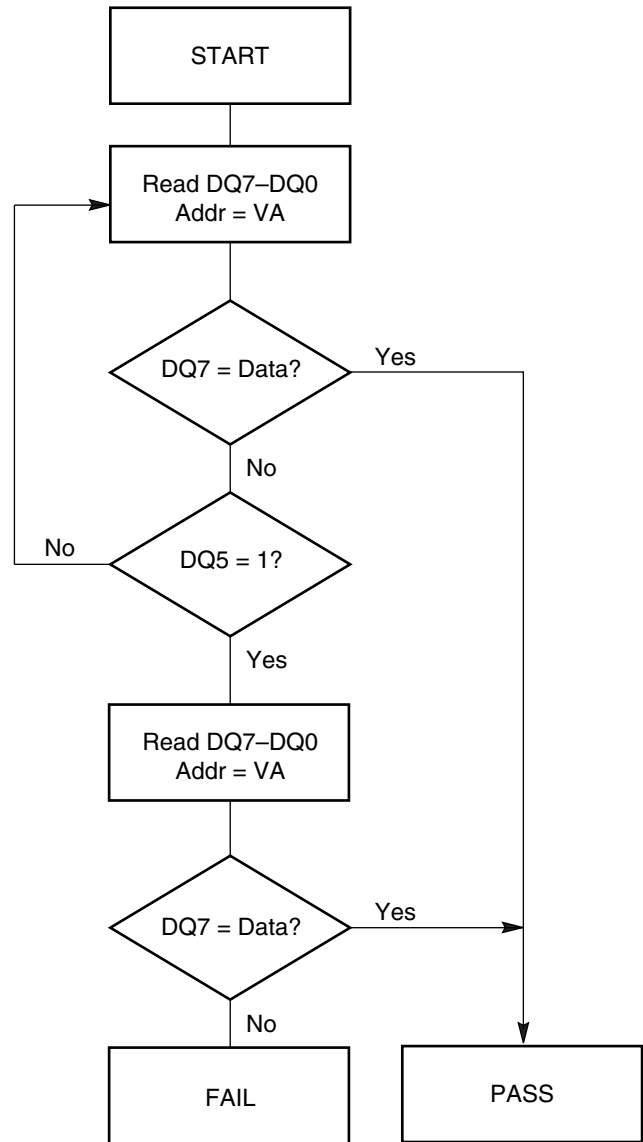 START
Read DQ7–DQ0
Addr = VA
DQ7 = Data?
Yes
No
No
DQ5 = 1?
Yes
Read DQ7–DQ0
Addr = VA
DQ7 = Data?
Yes
No
FAIL
PASS